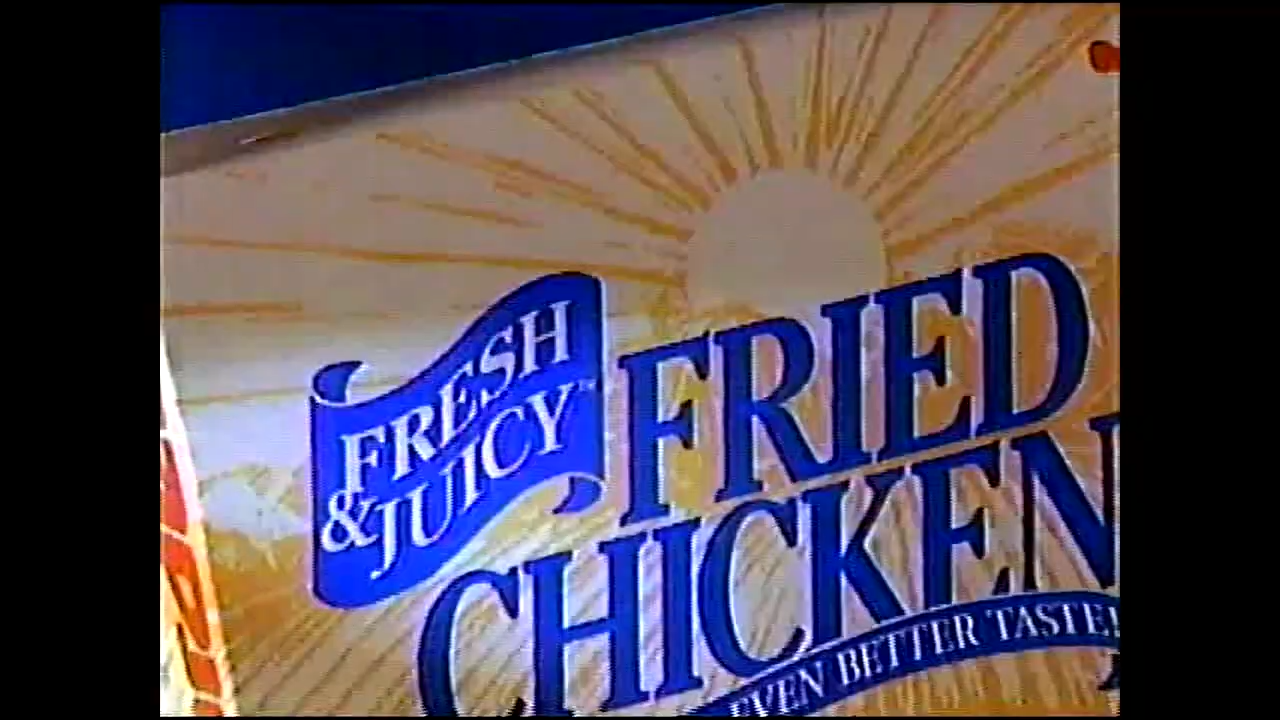 FRESH
& JUICY™
FRIED
CHICKEN
EVEN BETTER TASTE!